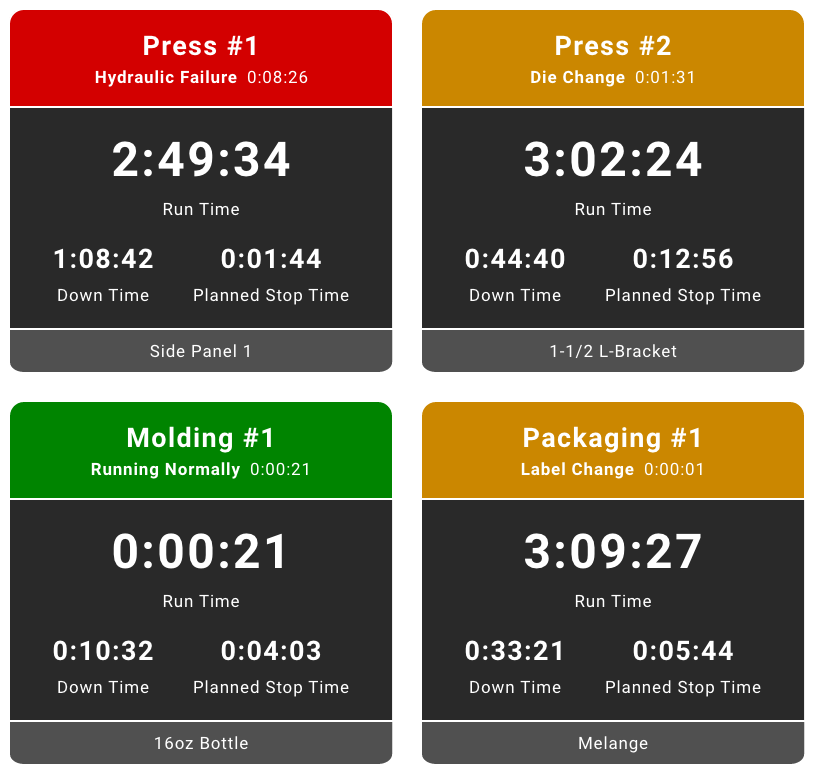 Press #1
Hydraulic Failure 0:08:26
2:49:34
Run Time
1:08:42 0:01:44
Down Time Planned Stop Time
Side Panel 1
Press #2
Die Change 0:01:31
3:02:24
Run Time
0:44:40 0:12:56
Down Time Planned Stop Time
1-1/2 L-Bracket
Molding #1
Running Normally 0:00:21
0:00:21
Run Time
0:10:32 0:04:03
Down Time Planned Stop Time
16oz Bottle
Packaging #1
Label Change 0:00:01
3:09:27
Run Time
0:33:21 0:05:44
Down Time Planned Stop Time
Melange